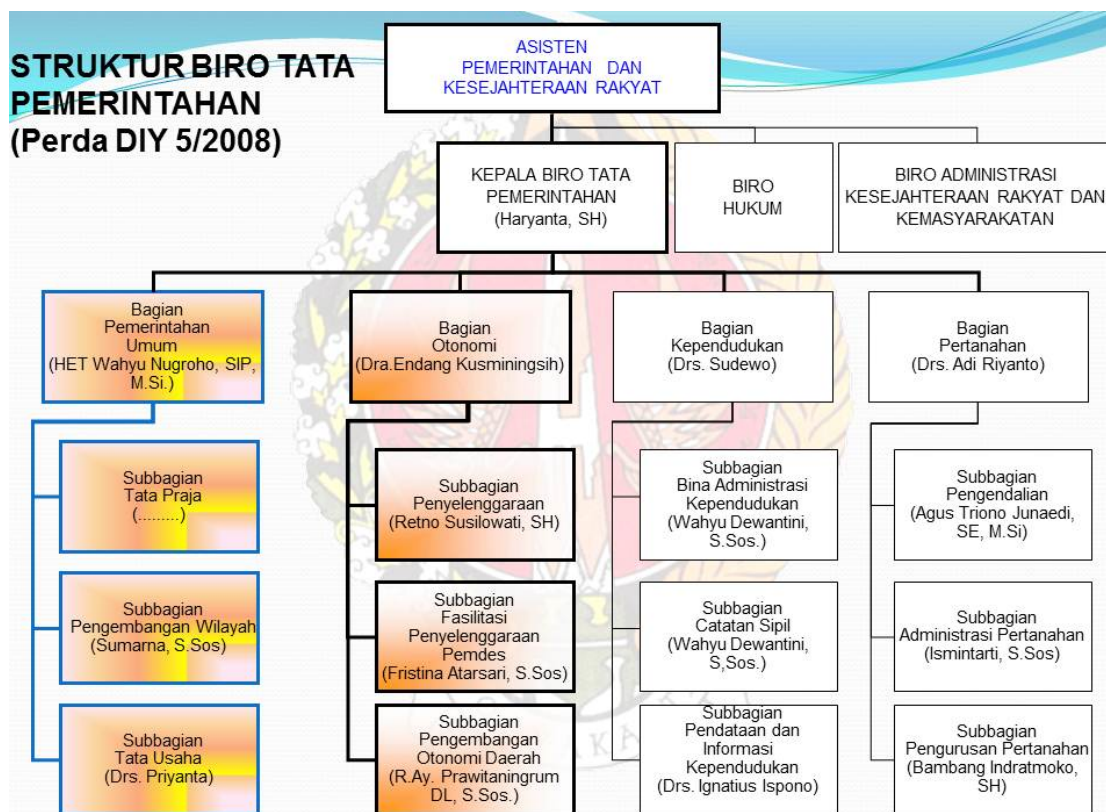 STRUKTUR BIRO TATA
PEMERINTAHAN
(Perda DIY 5/2008)
ASISTEN
PEMERINTAHAN DAN
KESEJAHTERAAN RAKYAT
KEPALA BIRO TATA
PEMERINTAHAN
(Haryanta, SH)
BIRO
HUKUM
BIRO ADMINISTRASI
KESEJAHTERAAN RAKYAT DAN
KEMASYARAKATAN
Bagian
Pemerintahan
Umum
(HET Wahyu Nugroho, SIP,
M.Si.)
Bagian
Otonomi
(Dra.Endang Kusminingsih)
Bagian
Kependudukan
(Drs. Sudewo)
Bagian
Pertanahan
(Drs. Adi Riyanto)
Subbagian
Tata Praja
(.........)
Subbagian
Penyelenggaraan
(Retno Susilowati, SH)
Subbagian
Bina Administrasi
Kependudukan
(Wahyu Dewantini,
S.Sos.)
Subbagian
Pengendalian
(Agus Triono Junaedi,
SE, M.Si)
Subbagian
Pengembangan Wilayah
(Sumarna, S.Sos)
Subbagian
Fasilitasi
Penyelenggaraan
Pemdes
(Fristina Atarsari, S.Sos)
Subbagian
Catatan Sipil
(Wahyu Dewantini,
S,Sos.)
Subbagian
Administrasi Pertanahan
(Ismintarti, S.Sos)
Subbagian
Tata Usaha
(Drs. Priyanta)
Subbagian
Pengembangan
Otonomi Daerah
(R.Ay. Prawitaningrum
DL, S.Sos.)
Subbagian
Pendataan dan
Informasi
Kependudukan
(Drs. Ignatius Ispono)
Subbagian
Pengurusan Pertanahan
(Bambang Indratmoko,
SH)